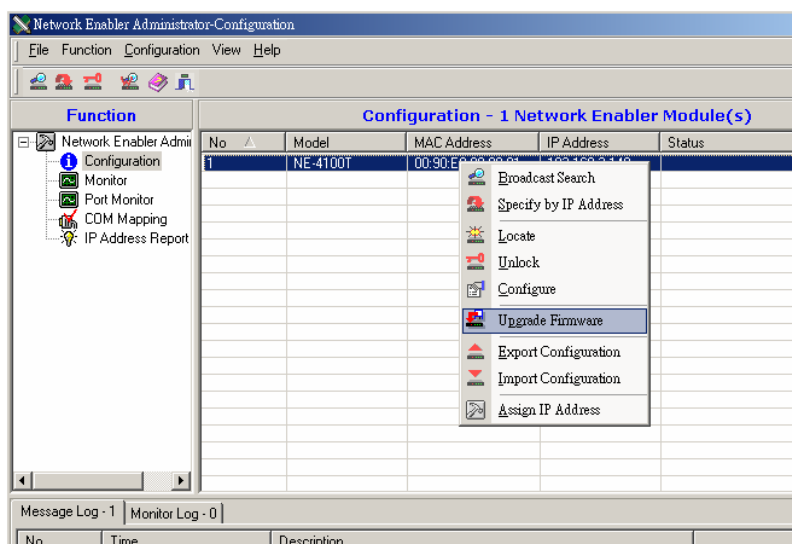 Network Enabler Administrator-Configuration
File Function Configuration View Help
Function
Configuration - 1 Network Enabler Module(s)
Network Enabler Admi
Configuration
Monitor
Port Monitor
COM Mapping
IP Address Report
No Model MAC Address IP Address Status
1 NE-4100T
Broadcast Search
Specify by IP Address
Locate
Unlock
Configure
Upgrade Firmware
Export Configuration
Import Configuration
Assign IP Address
Message Log - 1 Monitor Log - 0
No Time Description